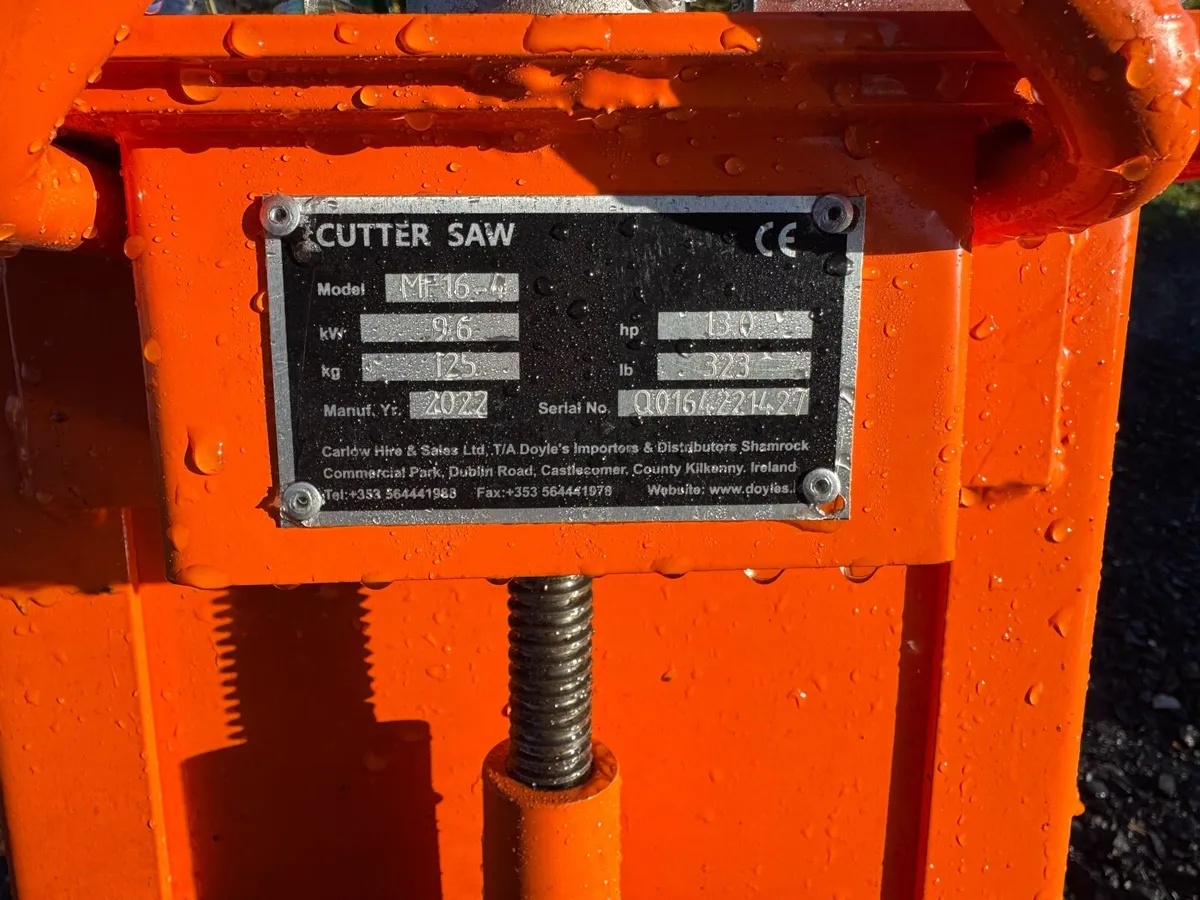 CUTTER SAW CE
Model MF16-4
kW 9.6 hp 13.0
kg 125 lb 323
Manuf. Yr. 2022 Serial No. Q0164221427
Carlow Hire & Sales Ltd, T/A Doyle's Importers & Distributors Shamrock
Commercial Park, Dublin Road, Castlecomer, County Kilkenny. Ireland
Tel:+353 564441988 Fax:+353 564441978 Website: www.doyles.